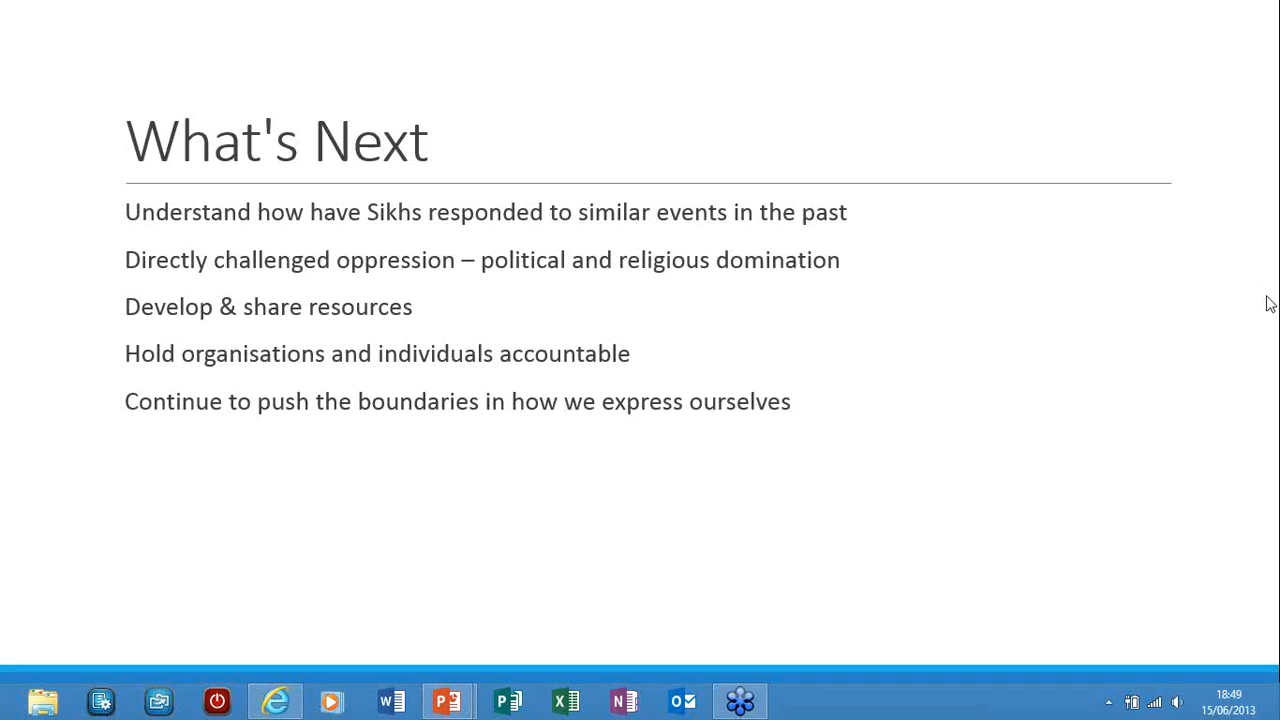 What's Next
Understand how have Sikhs responded to similar events in the past
Directly challenged oppression – political and religious domination
Develop & share resources
Hold organisations and individuals accountable
Continue to push the boundaries in how we express ourselves
18:49
15/06/2013